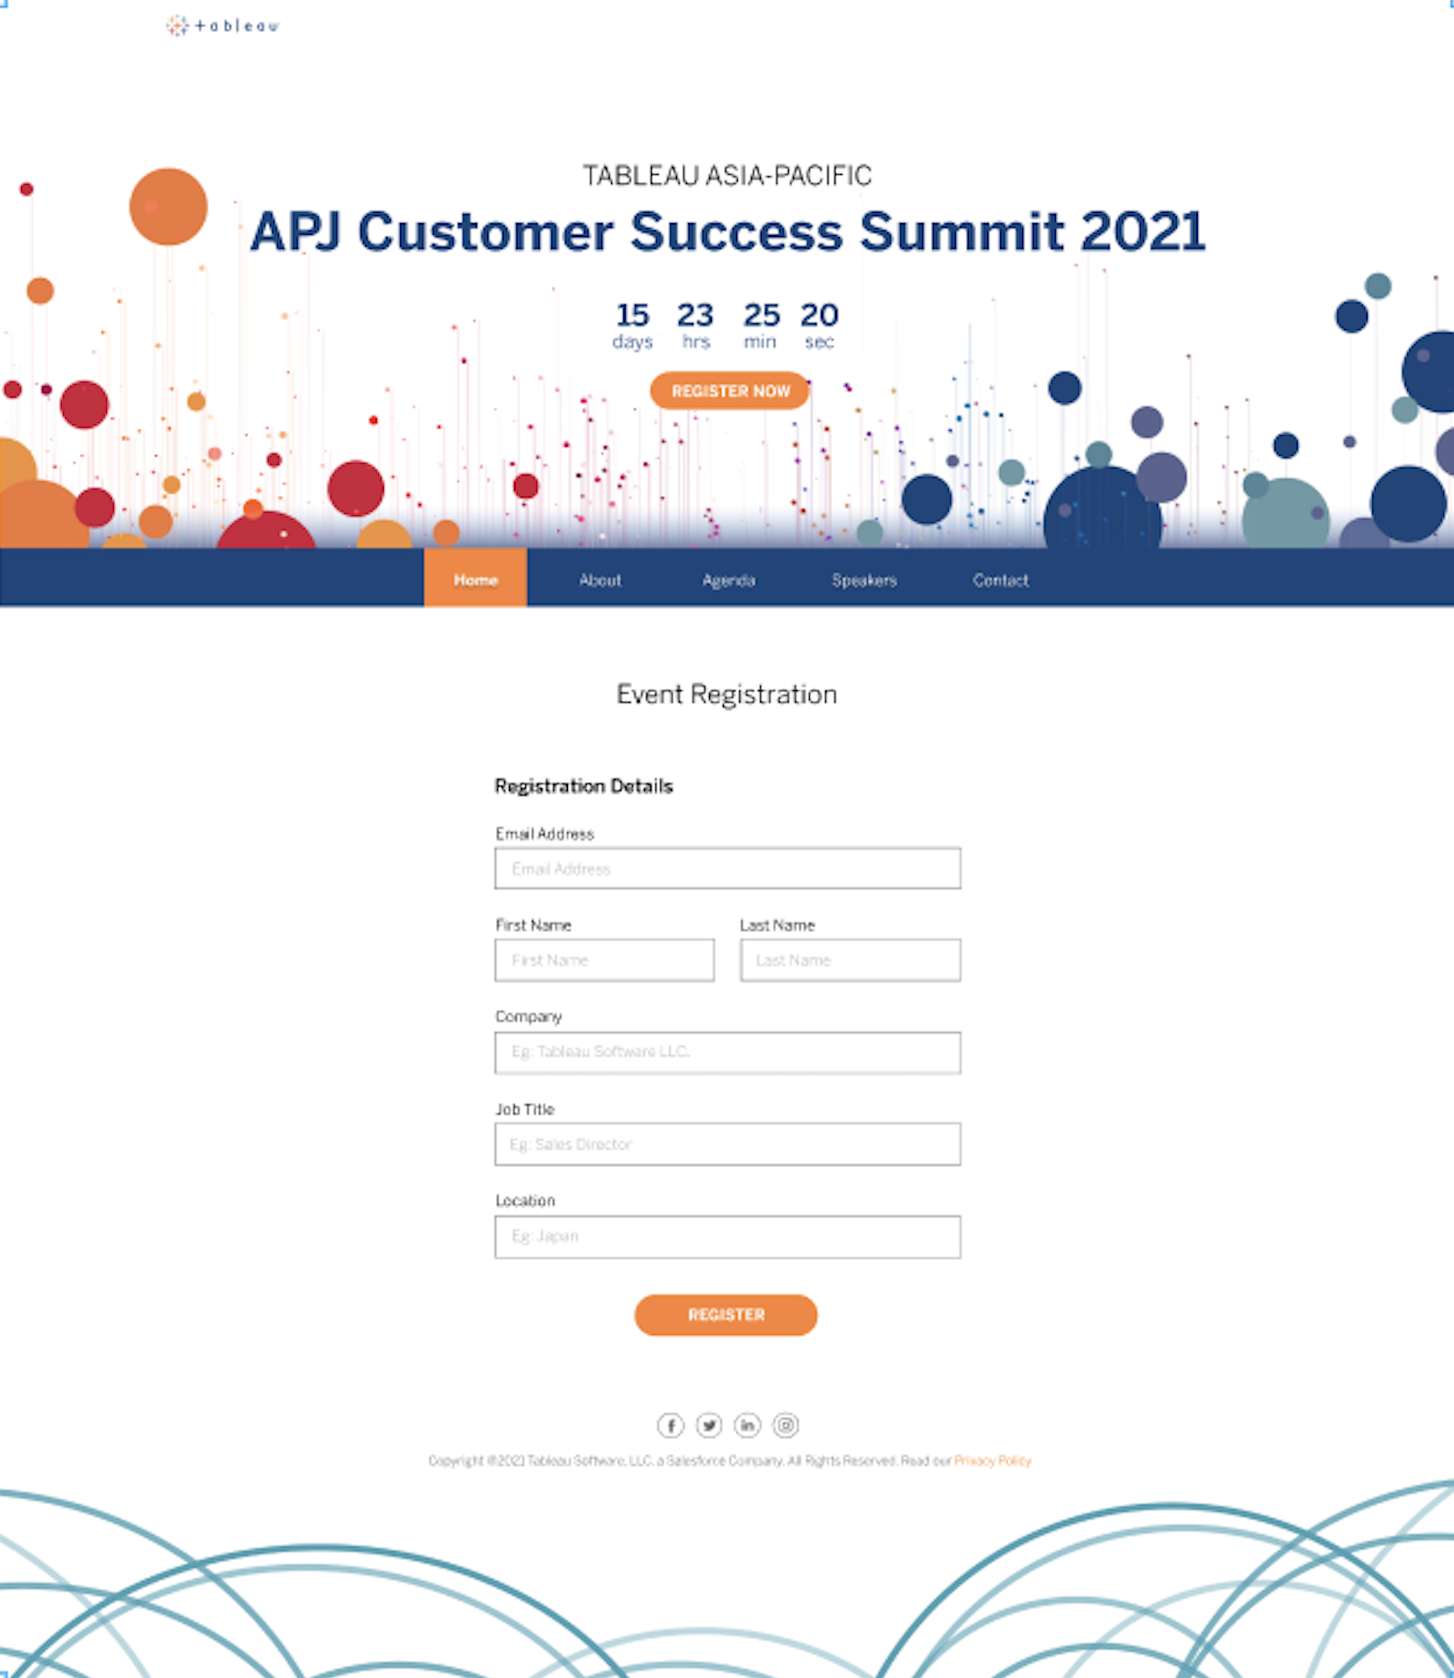 +ableau
TABLEAU ASIA-PACIFIC
APJ Customer Success Summit 2021
15 23 25 20
days hrs min sec
REGISTER NOW
Home About Agenda Speakers Contact
Event Registration
Registration Details
Email Address
Email Address
First Name Last Name
First Name Last Name
Company
Eg: Tableau Software LLC.
Job Title
Eg: Sales Director
Location
Eg: Japan
REGISTER
Copyright @2021 Tableau Software, LLC, a Salesforce Company. All Rights Reserved. Read our Privacy Policy